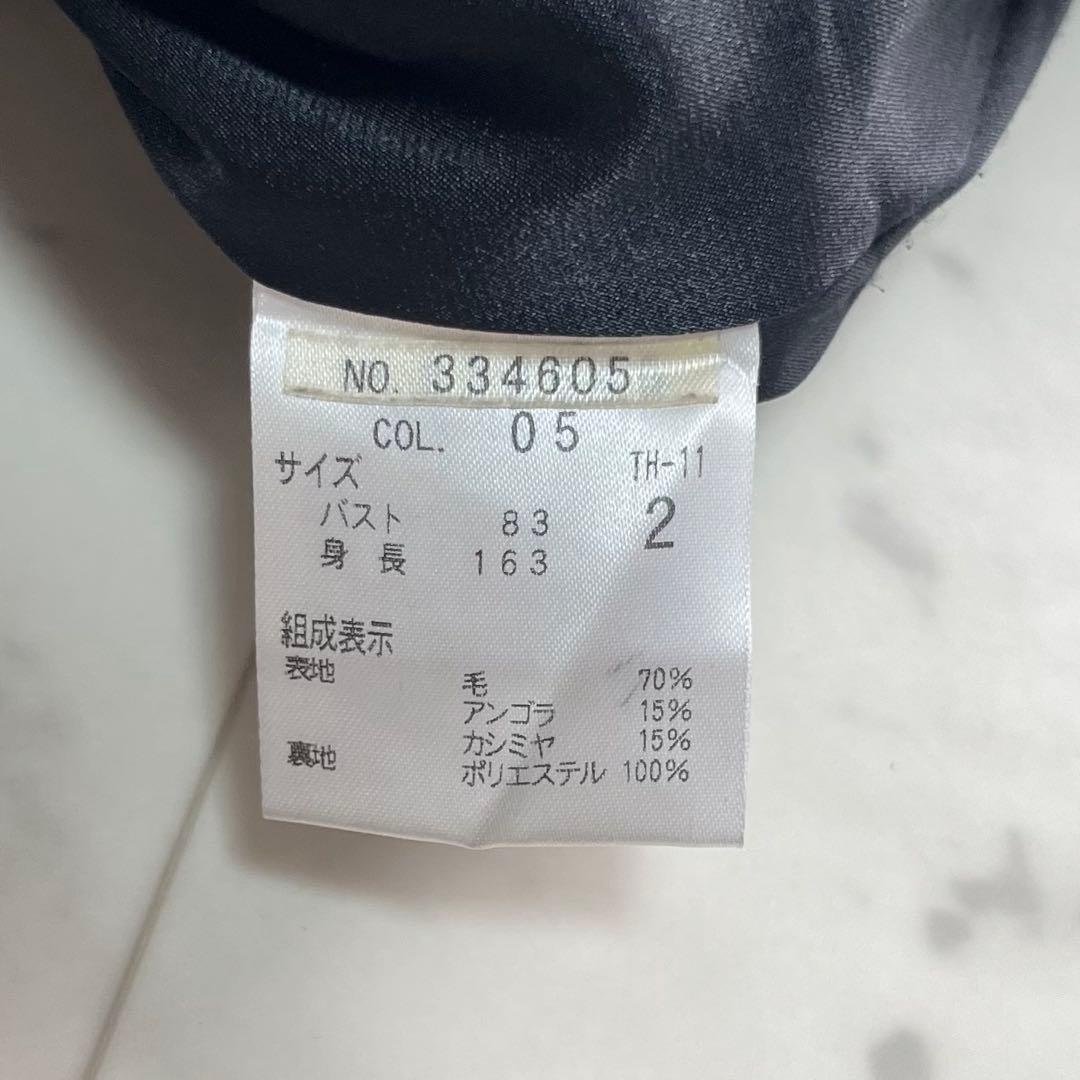 NO. 334605
COL. 05
サイズ TH-11
バスト 83 2
身長 163
組成表示
表地 毛 70%
アンゴラ 15%
カシミヤ 15%
裏地 ポリエステル 100%